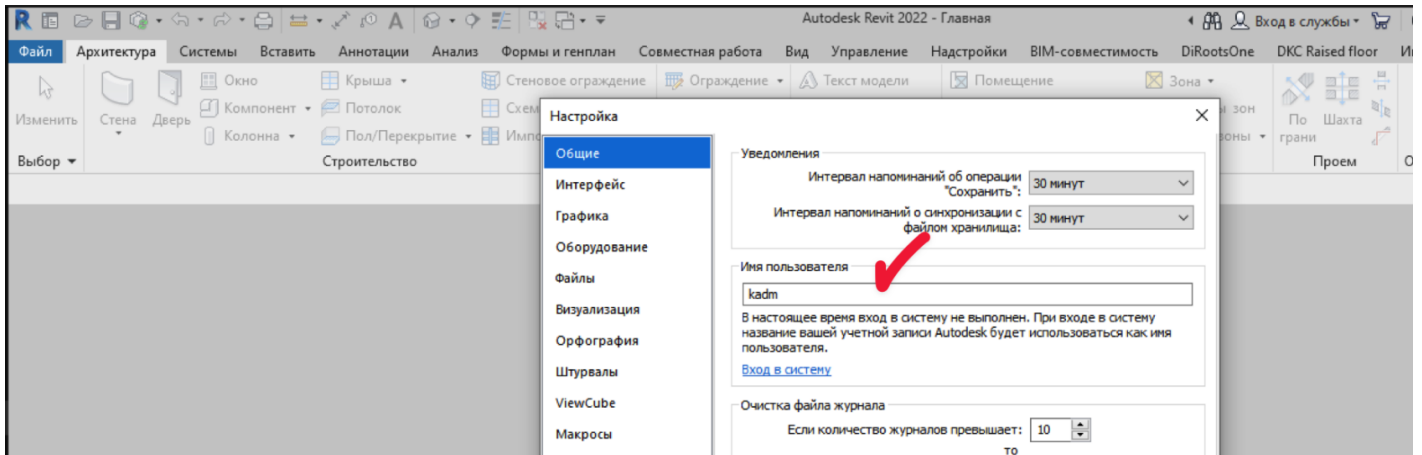 Autodesk Revit 2022 - Главная
Вход в службы
Файл Архитектура Системы Вставить Аннотации Анализ Формы и генплан Совместная работа Вид Управление Надстройки BIM-совместимость DiRootsOne DKC Raised floor
Изменить
Стена
Дверь
Окно
Компонент
Колонна
Крыша
Потолок
Пол/Перекрытие
Стеновое ограждение
Ограждение
Текст модели
Помещение
Зона
зон
По грани
Шахта
Выбор
Строительство
Проем
Настройка
Общие
Интерфейс
Графика
Оборудование
Файлы
Визуализация
Орфография
Штурвалы
ViewCube
Макросы
Уведомления
Интервал напоминаний об операции
"Сохранить":
30 минут
Интервал напоминаний о синхронизации с
файлом хранилища:
30 минут
Имя пользователя
kadm
В настоящее время вход в систему не выполнен. При входе в систему
название вашей учетной записи Autodesk будет использоваться как имя
пользователя.
Вход в систему
Очистка файла журнала
Если количество журналов превышает:
10
то